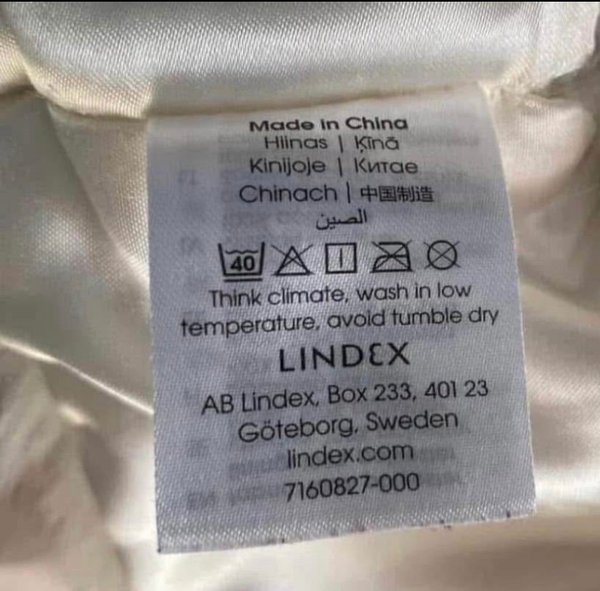 Made in China
Hiinas | Ķīnā
Kinijoje | Китае
Chinach | 中国制造
الصين
40
Think climate, wash in low
temperature, avoid tumble dry
LINDEX
AB Lindex, Box 233, 401 23
Göteborg, Sweden
lindex.com
7160827-000